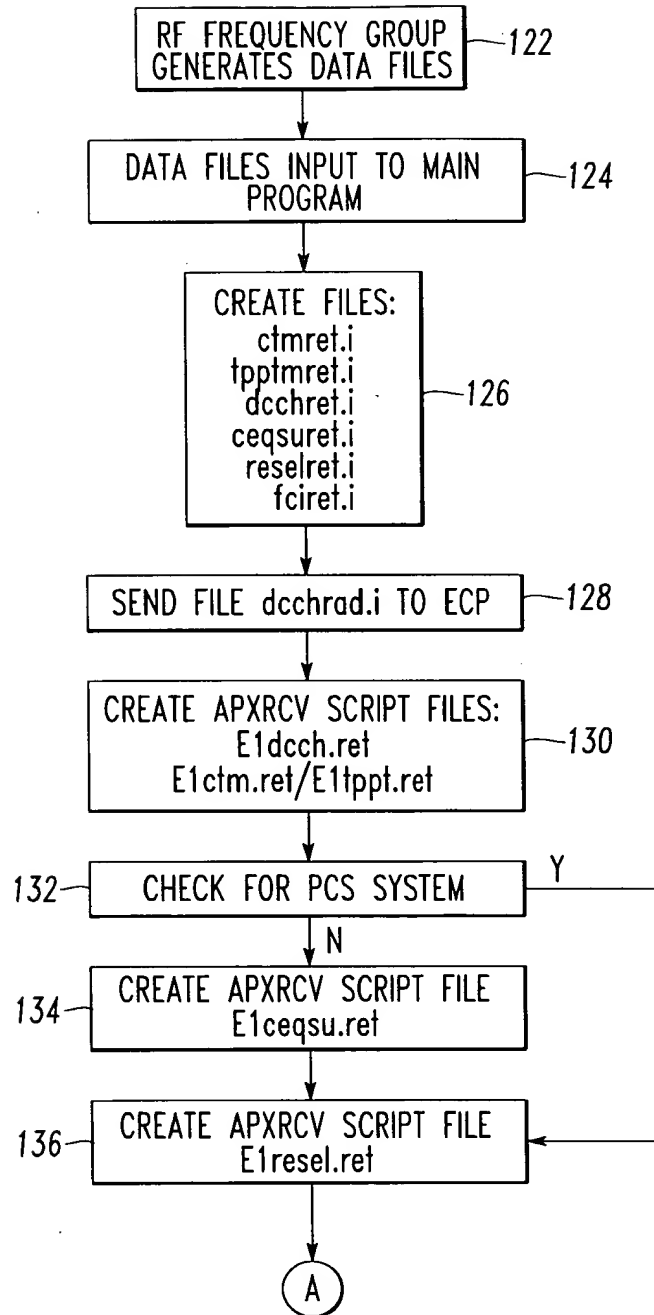 RF FREQUENCY GROUP
GENERATES DATA FILES
122
DATA FILES INPUT TO MAIN
PROGRAM
124
CREATE FILES:
ctmret.i
tpptmret.i
dcchret.i
ceqsuret.i
reselret.i
fciret.i
126
SEND FILE dcchrad.i TO ECP
128
CREATE APXRCV SCRIPT FILES:
E1dcch.ret
E1ctm.ret/E1tppt.ret
130
132
CHECK FOR PCS SYSTEM
Y
N
134
CREATE APXRCV SCRIPT FILE
E1ceqsu.ret
136
CREATE APXRCV SCRIPT FILE
E1resel.ret
A